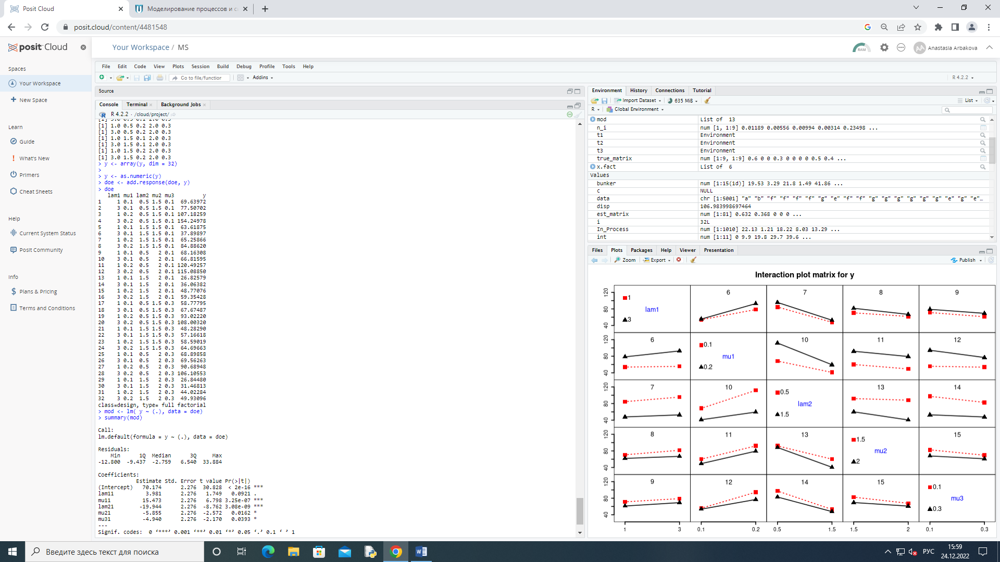 Posit Cloud
Моделирование процессов и с
posit.cloud/content/4481548
posit Cloud
Your Workspace / MS
RAM
AA
Anastasia Arbakova
Spaces
Your Workspace
New Space
Learn
Guide
What's New
Primers
Cheat Sheets
Help
Current System Status
Posit Community
Info
Plans & Pricing
Terms and Conditions
File Edit Code View Plots Session Build Debug Profile Tools Help
Go to file/function
Addins
R 4.2.2
Source
Console Terminal Background Jobs
R 4.2.2 · /cloud/project/
[1] 3.0 0.5 0.1 2.0 0.3
[1] 1.0 0.5 0.2 2.0 0.3
[1] 3.0 0.5 0.2 2.0 0.3
[1] 1.0 1.5 0.1 2.0 0.3
[1] 3.0 1.5 0.1 2.0 0.3
[1] 1.0 1.5 0.2 2.0 0.3
[1] 3.0 1.5 0.2 2.0 0.3
> y <- array(y, dim = 32)
>
> y <- as.numeric(y)
> doe <- add.response(doe, y)
> doe
lam1 mu1 lam2 mu2 mu3 y
1 1 0.1 0.5 1.5 0.1 69.63972
2 3 0.1 0.5 1.5 0.1 77.50702
3 1 0.2 0.5 1.5 0.1 107.18259
4 3 0.2 0.5 1.5 0.1 154.24978
5 1 0.1 1.5 1.5 0.1 63.61875
6 3 0.1 1.5 1.5 0.1 37.89897
7 1 0.2 1.5 1.5 0.1 65.25866
8 3 0.2 1.5 1.5 0.1 84.88620
9 1 0.1 0.5 2 0.1 68.16308
10 3 0.1 0.5 2 0.1 66.81595
11 1 0.2 0.5 2 0.1 120.49257
12 3 0.2 0.5 2 0.1 115.08850
13 1 0.1 1.5 2 0.1 26.82579
14 3 0.1 1.5 2 0.1 36.06382
15 1 0.2 1.5 2 0.1 48.77076
16 3 0.2 1.5 2 0.1 59.35428
17 1 0.1 0.5 1.5 0.3 58.77795
18 3 0.1 0.5 1.5 0.3 67.67487
19 1 0.2 0.5 1.5 0.3 93.02220
20 3 0.2 0.5 1.5 0.3 108.00320
21 1 0.1 1.5 1.5 0.3 48.28290
22 3 0.1 1.5 1.5 0.3 57.16618
23 1 0.2 1.5 1.5 0.3 58.59019
24 3 0.2 1.5 1.5 0.3 64.69663
25 1 0.1 0.5 2 0.3 68.89858
26 3 0.1 0.5 2 0.3 69.56263
27 1 0.2 0.5 2 0.3 90.68948
28 3 0.2 0.5 2 0.3 106.10553
29 1 0.1 1.5 2 0.3 26.84480
30 3 0.1 1.5 2 0.3 31.46813
31 1 0.2 1.5 2 0.3 44.02284
32 3 0.2 1.5 2 0.3 49.93096
class=design, type= full factorial
> mod <- lm( y ~ (.), data = doe)
> summary(mod)
Call:
lm.default(formula = y ~ (.), data = doe)
Residuals:
Min 1Q Median 3Q Max
-12.800 -9.437 -2.759 6.540 33.884
Coefficients:
Estimate Std. Error t value Pr(>|t|)
(Intercept) 70.174 2.276 30.828 < 2e-16 ***
lam11 3.981 2.276 1.749 0.0921 .
mu11 15.473 2.276 6.798 3.25e-07 ***
lam21 -19.944 2.276 -8.762 3.08e-09 ***
mu21 -5.855 2.276 -2.572 0.0162 *
mu31 -4.940 2.276 -2.170 0.0393 *
---
Signif. codes: 0 ‘***’ 0.001 ‘**’ 0.01 ‘*’ 0.05 ‘.’ 0.1 ‘ ’ 1
Environment History Connections Tutorial
Import Dataset 635 MiB List
R Global Environment
mod List of 13
n_i num [1, 1:9] 0.01189 0.00556 0.00994 0.00314 0.23498 ...
t1 Environment
t2 Environment
t3 Environment
true_matrix num [1:9, 1:9] 0.6 0 0 0.3 0 0 0 0 0.5 0.4 ...
x.fact List of 6
Values
bunker num [1:15(1d)] 19.53 3.29 21.8 1.49 41.86 ...
c NULL
data chr [1:5001] "a" "b" "f" "f" "f" "f" "g" "e" "f" "f" "g" "g" "g" "g" "g" "g" "e" "g" "e"…
disp 106.983998697464
est_matrix num [1:81] 0.632 0.368 0 0 0 ...
i 32L
In_Process num [1:1010] 22.13 1.21 18.22 8.03 13.29 ...
int num [1:11] 0 9.9 19.8 29.7 39.6 ...
Files Plots Packages Help Viewer Presentation
Zoom Export Publish
Interaction plot matrix for y
120 80 40 1 lam1 3 6 7 8 9
120 80 40 6 0.1 mu1 0.2 10 11 12
120 80 40 7 10 0.5 lam2 1.5 13 14
120 80 40 8 11 13 1.5 mu2 2 15
120 80 40 9 12 14 15 0.1 mu3 0.3
1 3 0.1 0.2 0.5 1.5 1.5 2 0.1 0.3
Введите здесь текст для поиска
РУС
15:59
24.12.2022